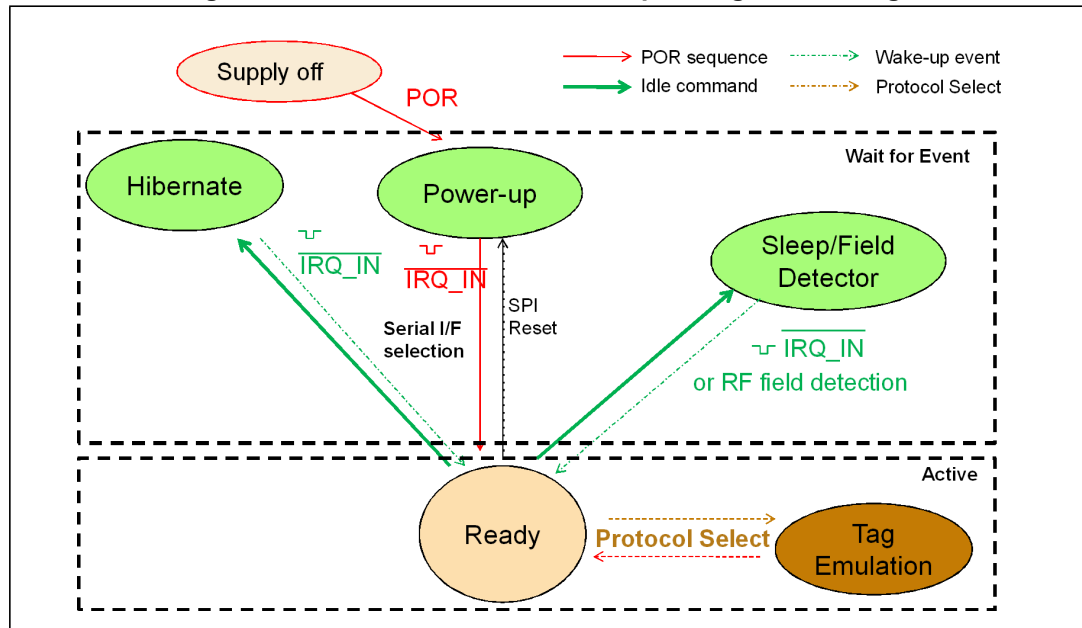 Supply off
POR
POR sequence
Idle command
Wake-up event
Protocol Select
Wait for Event
Hibernate
Power-up
Sleep/Field
Detector
IRQ_IN
IRQ_IN
Serial I/F
selection
SPI
Reset
IRQ_IN
or RF field detection
Active
Ready
Protocol Select
Tag
Emulation